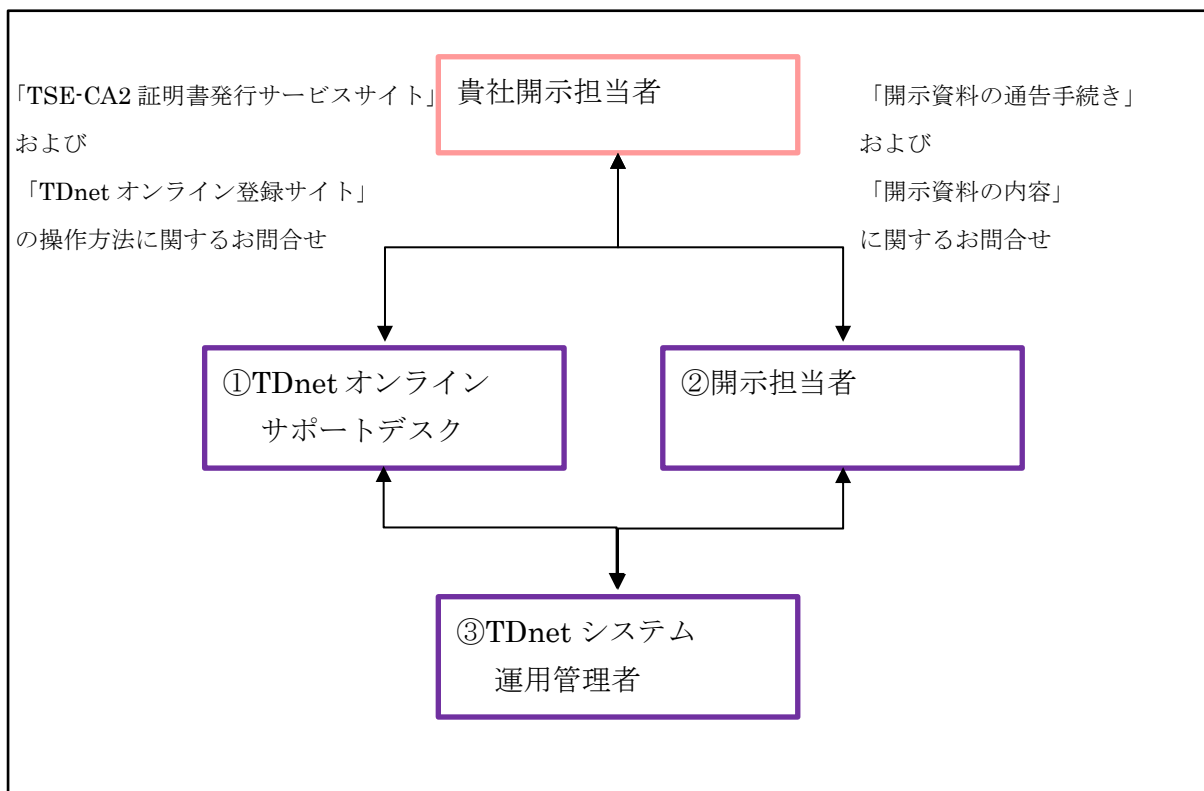 「TSE-CA2 証明書発行サービスサイト」
および
「TDnet オンライン登録サイト」
の操作方法に関するお問合せ
貴社開示担当者
「開示資料の通告手続き」
および
「開示資料の内容」
に関するお問合せ
①TDnet オンライン
サポートデスク
②開示担当者
③TDnet システム
運用管理者